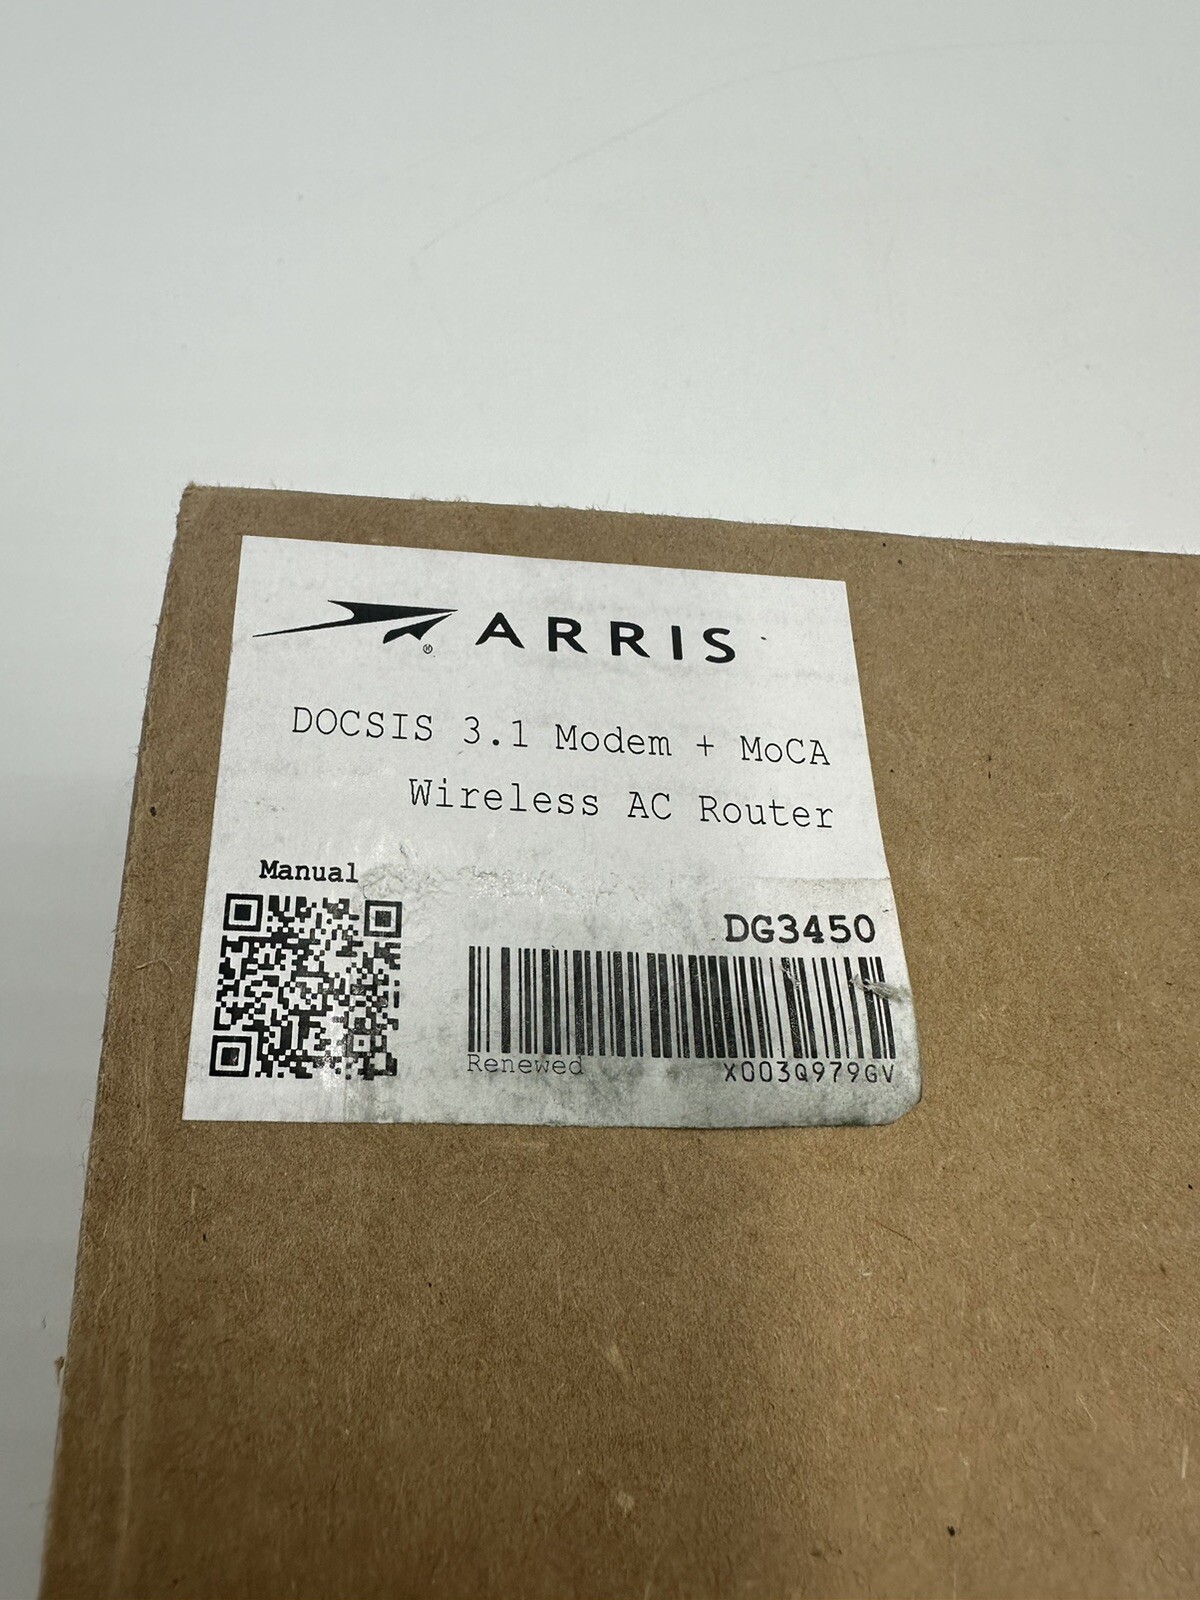 ARRIS
DOCSIS 3.1 Modem + MoCA
Wireless AC Router
Manual
DG3450
Renewed
X003Q979GV